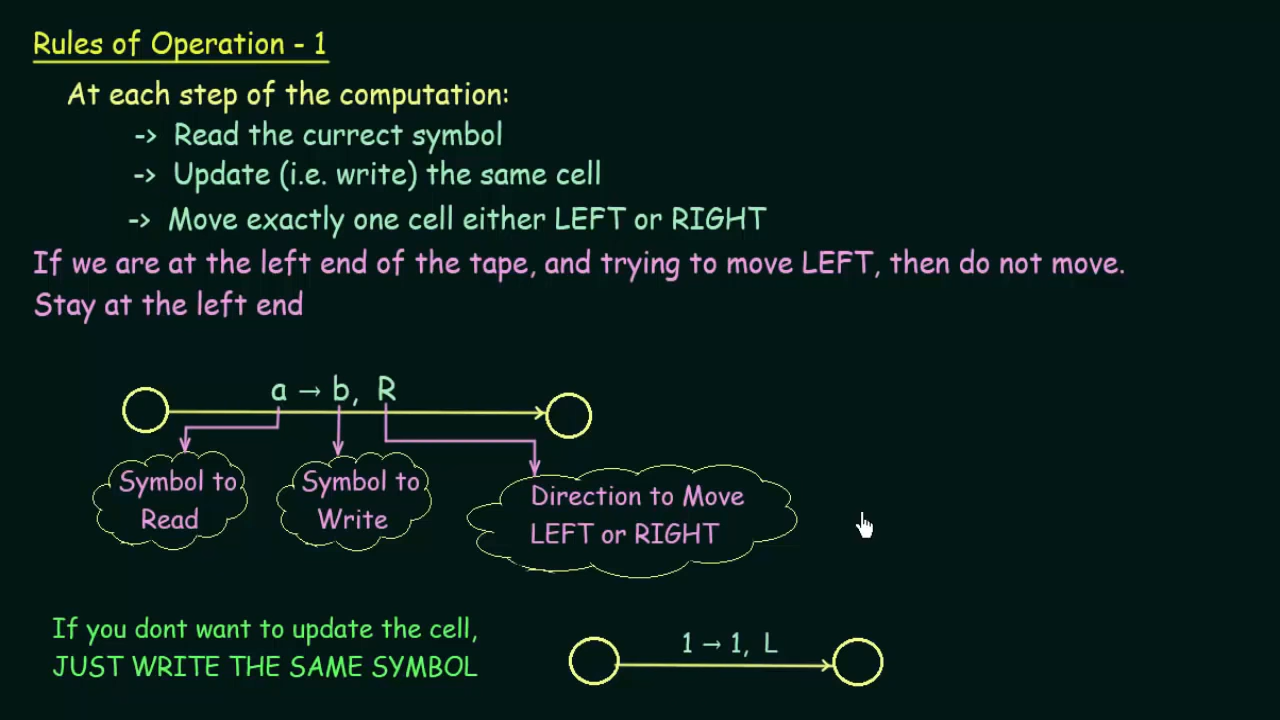 Rules of Operation - 1
At each step of the computation:
-> Read the currect symbol
-> Update (i.e. write) the same cell
-> Move exactly one cell either LEFT or RIGHT
If we are at the left end of the tape, and trying to move LEFT, then do not move.
Stay at the left end
a → b, R
Symbol to
Read
Symbol to
Write
Direction to Move
LEFT or RIGHT
If you dont want to update the cell,
JUST WRITE THE SAME SYMBOL
1 → 1, L